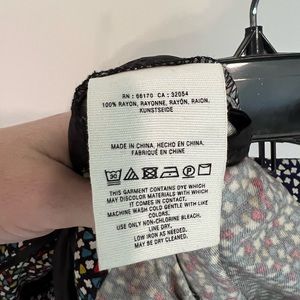 RN : 66170 CA : 32054
100% RAYON, RAYONNE, RAYÓN, RAION,
KUNSTSEIDE
MADE IN CHINA, HECHO EN CHINA,
FABRIQUÉ EN CHINE
THIS GARMENT CONTAINS DYE WHICH
MAY DISCOLOR MATERIALS WITH WHICH
IT COMES IN CONTACT.
MACHINE WASH COLD GENTLE WITH LIKE
COLORS.
USE ONLY NON-CHLORINE BLEACH.
LINE DRY.
LOW IRON AS NEEDED.
MAY BE DRY CLEANED.